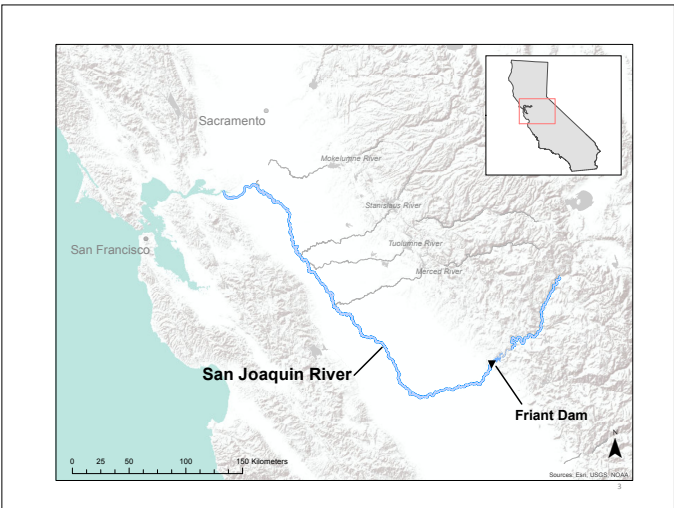 Sacramento
Mokelumne River
Stanislaus River
San Francisco
Tuolumne River
Merced River
San Joaquin River
Friant Dam
N
0 25 50 100 150 Kilometers
Sources: Esri, USGS, NOAA
3